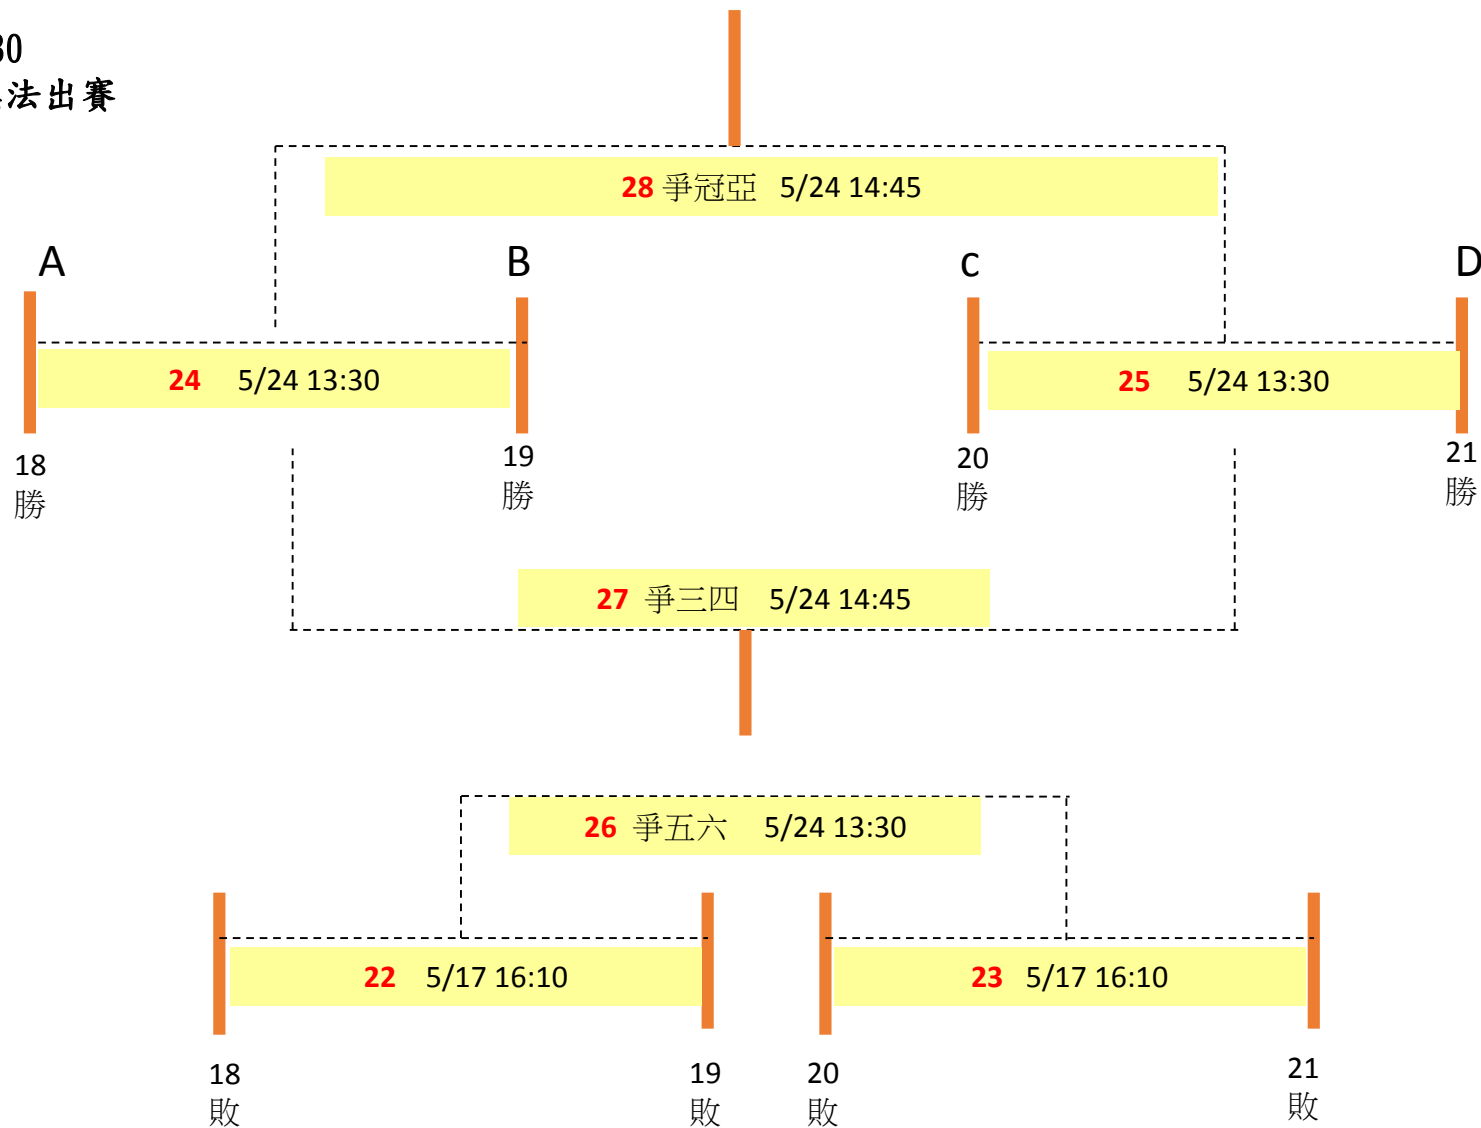 30
法出賽
28 爭冠亞 5/24 14:45
A B c D
24 5/24 13:30
25 5/24 13:30
18 19 20 21
勝 勝 勝 勝
27 爭三四 5/24 14:45
26 爭五六 5/24 13:30
22 5/17 16:10
23 5/17 16:10
18 19 20 21
敗 敗 敗 敗